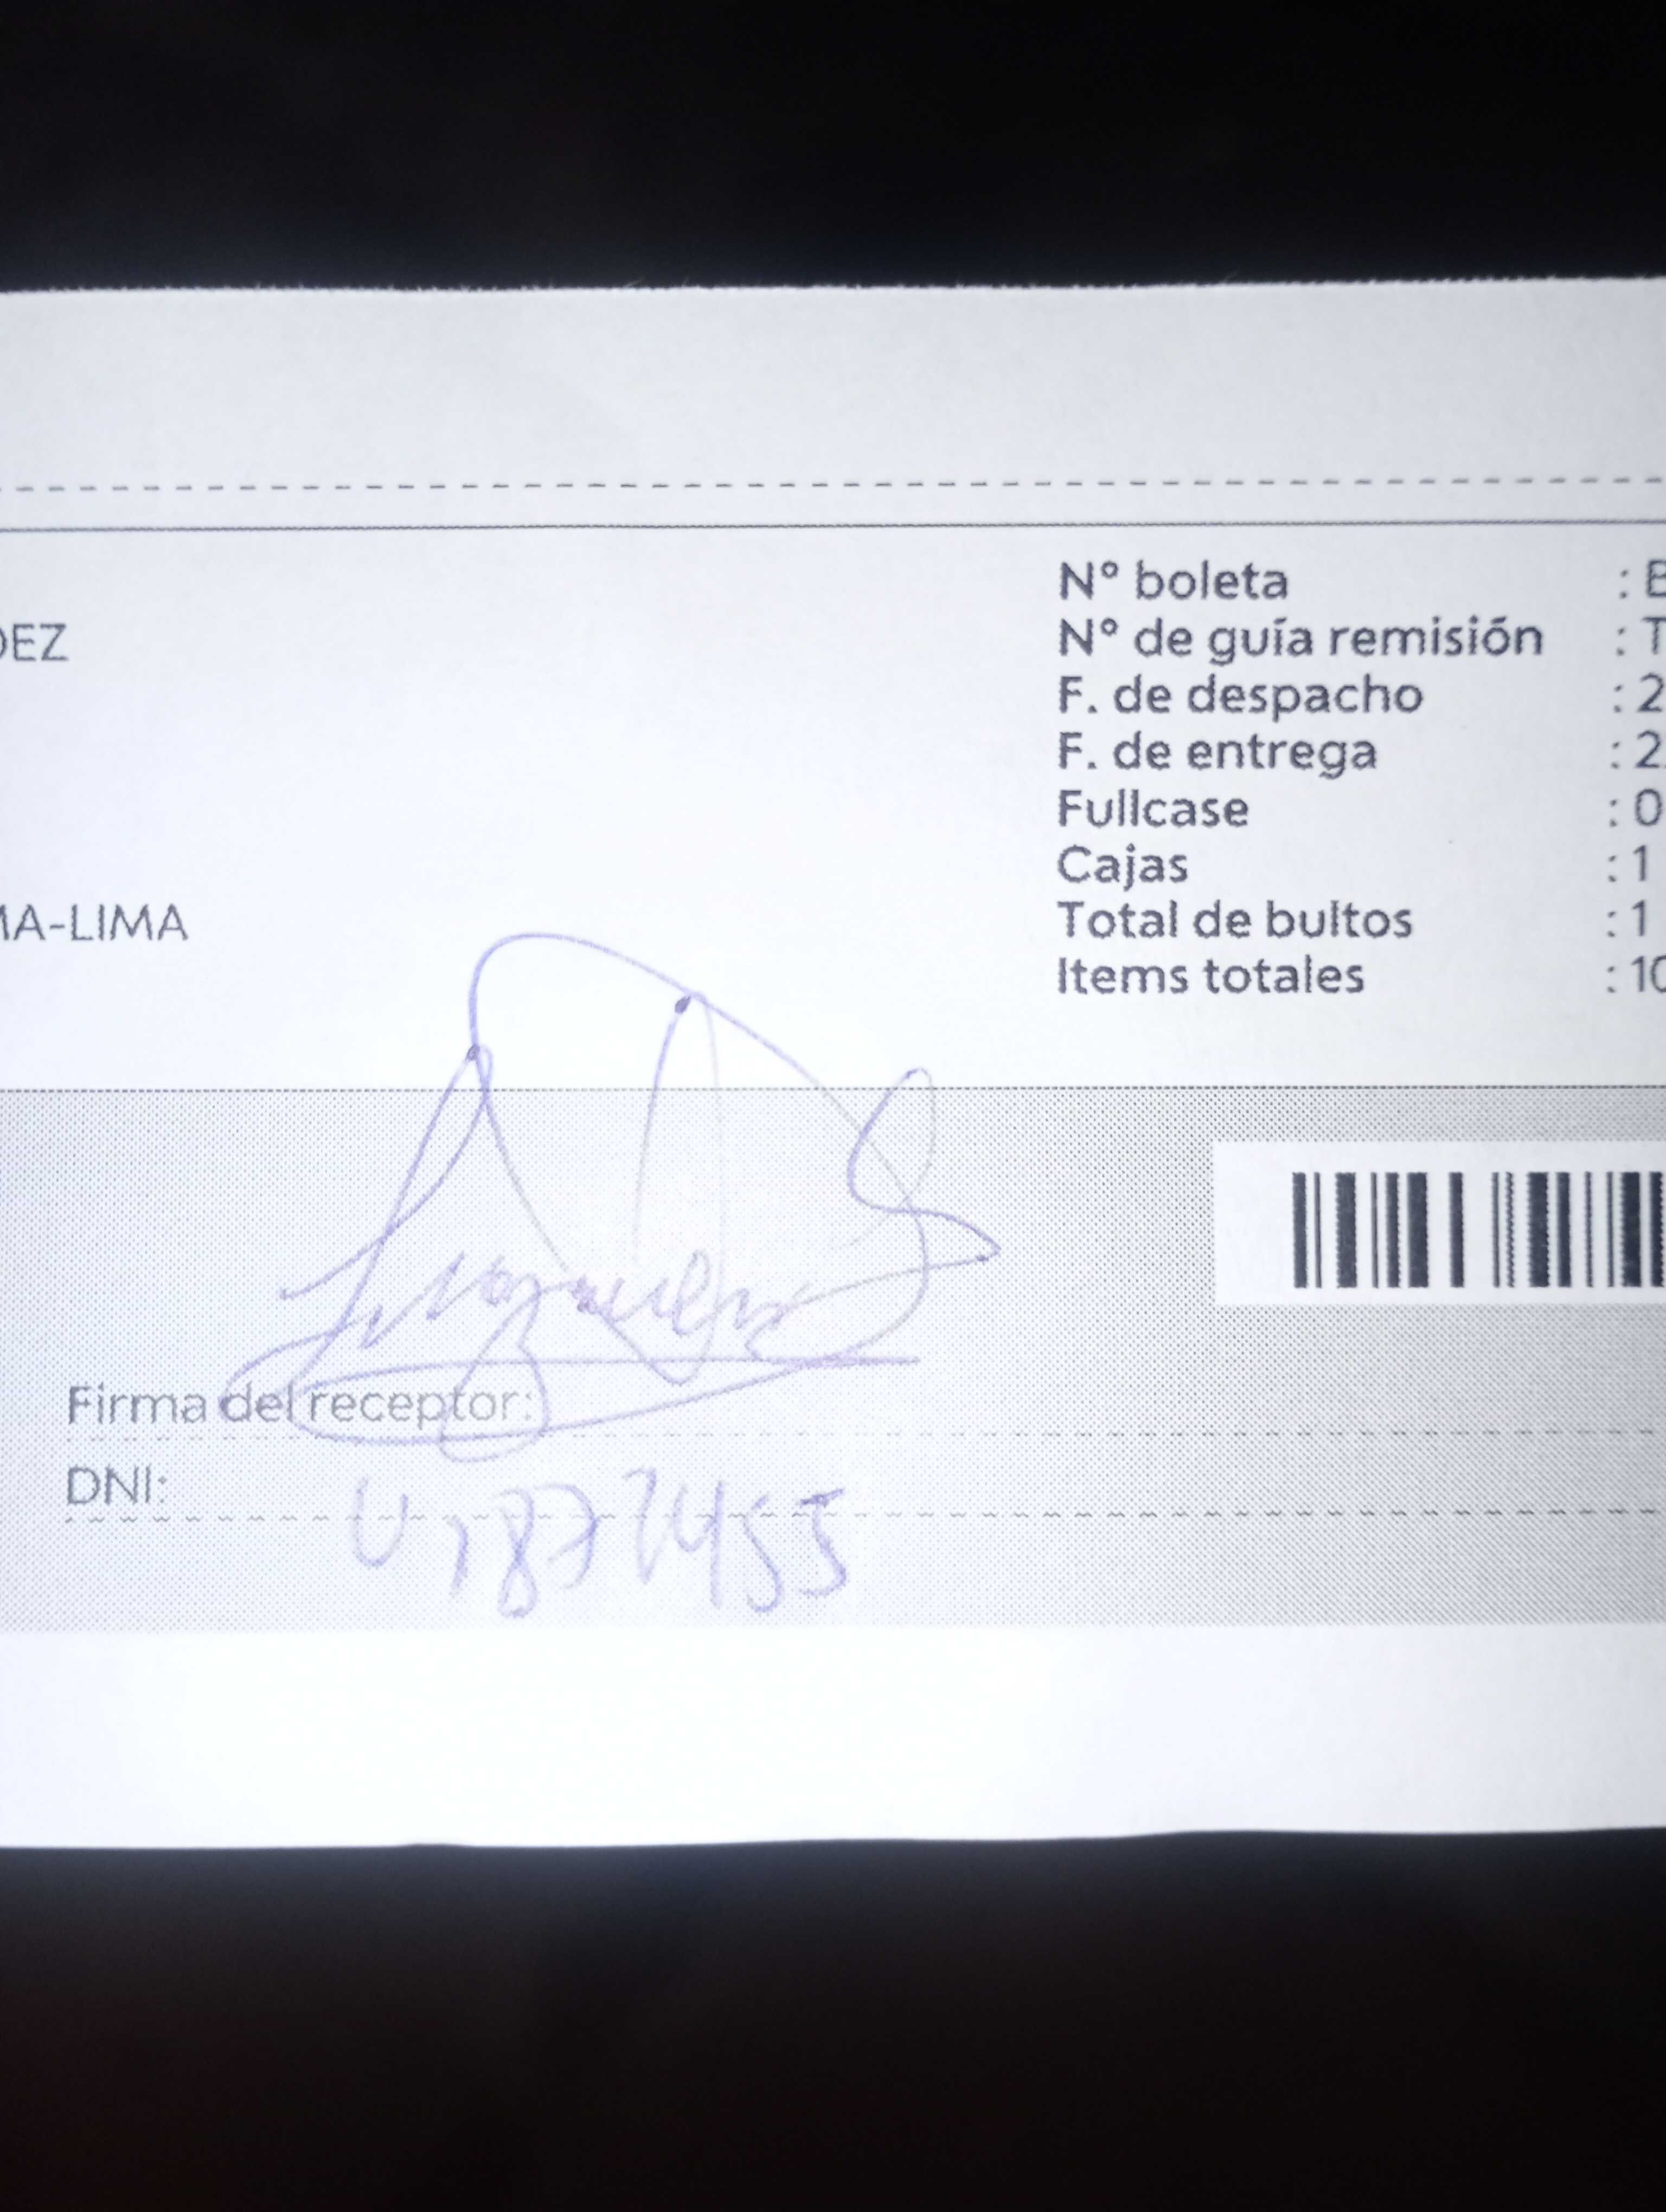 DEZ
MA-LIMA
N° boleta : B
N° de guía remisión : T
F. de despacho : 2
F. de entrega : 2
Fullcase : 0
Cajas : 1
Total de bultos : 1
Items totales : 10
Firma del receptor:
DNI: